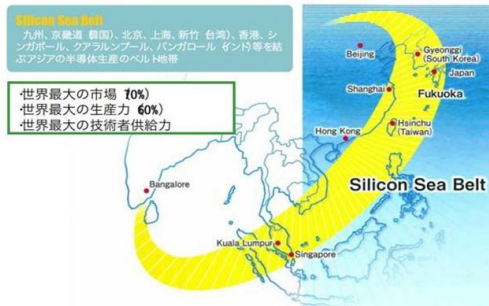 Silicon Sea Belt
九州、京畿道（韓国）、北京、上海、新竹（台湾）、香港、シ
ンガポール、クアラルンプール、バンガロール（インド）等を結
ぶアジアの半導体生産のベルト地帯
・世界最大の市場（70%）
・世界最大の生産力（60%）
・世界最大の技術者供給力
Beijing
Gyeonggi
(South Korea)
Japan
Shanghai
Fukuoka
Hsinchu
(Taiwan)
Hong Kong
Bangalore
Silicon Sea Belt
Kuala Lumpur
Singapore